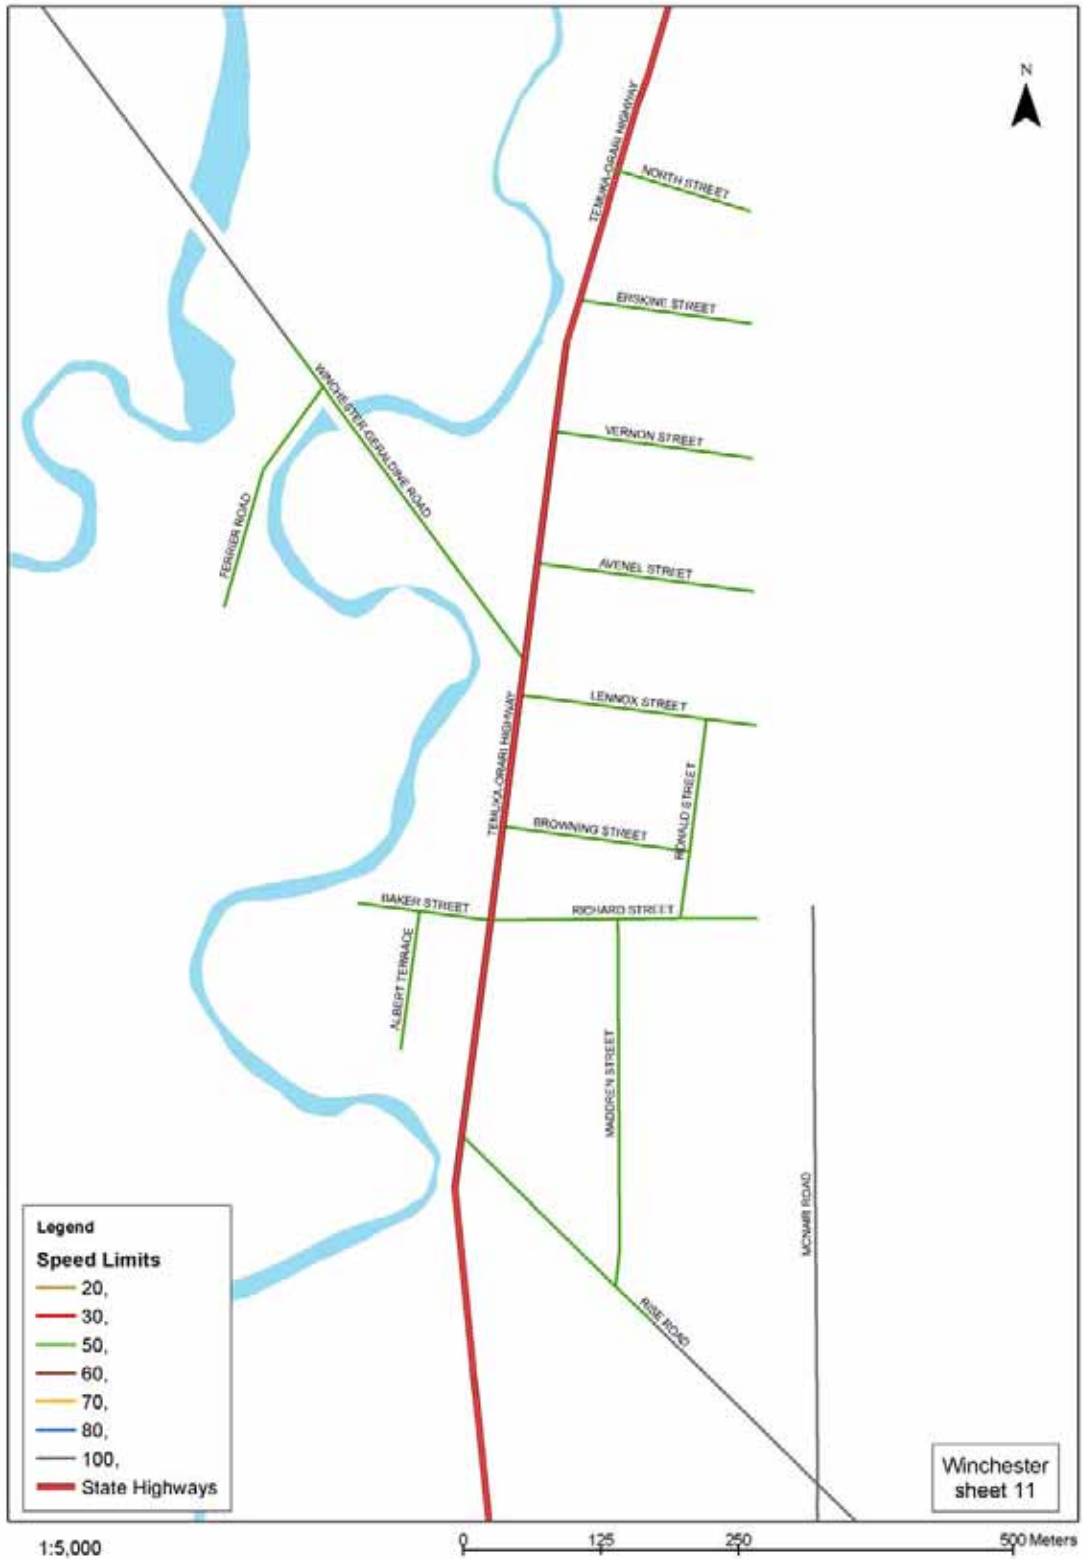 N
TEMUKA-ORARI HIGHWAY
NORTH STREET
ERSKINE STREET
WINCHESTER-GERALDINE ROAD
VERNON STREET
FERRIER ROAD
AVENEL STREET
TEMUKA-ORARI HIGHWAY
LENNOX STREET
RONALD STREET
BROWNING STREET
BAKER STREET
RICHARD STREET
ALBERT TERRACE
MADDREN STREET
MCNAIR ROAD
RISE ROAD
Legend
Speed Limits
20,
30,
50,
60,
70,
80,
100,
State Highways
Winchester
sheet 11
1:5,000
0 125 250 500 Meters